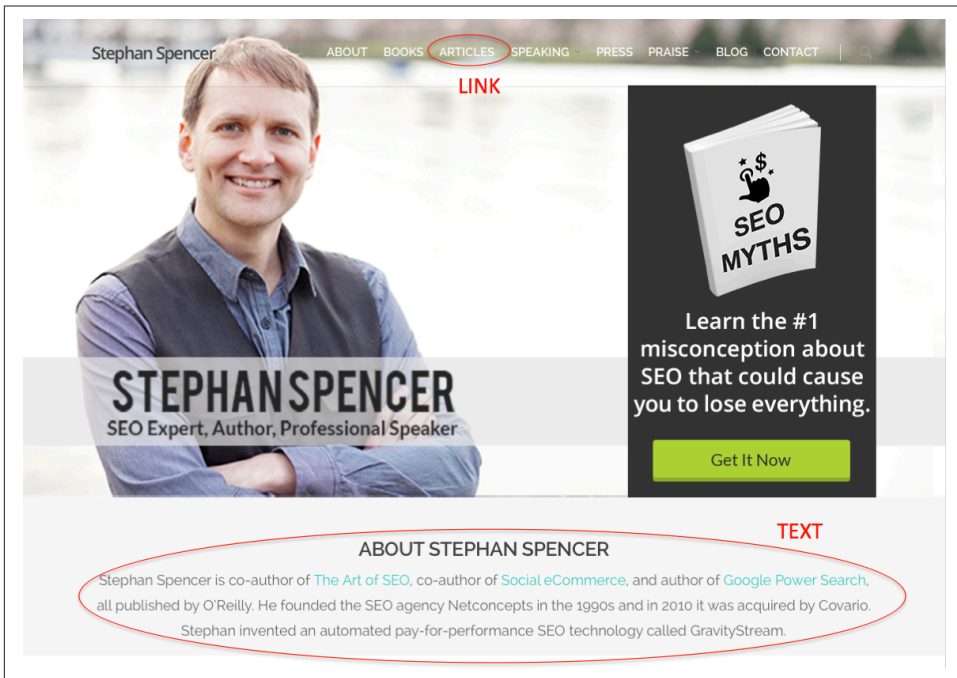 Stephan Spencer ABOUT BOOKS ARTICLES SPEAKING PRESS PRAISE BLOG CONTACT
LINK
$
SEO
MYTHS
Learn the #1
misconception about
SEO that could cause
you to lose everything.
Get It Now
STEPHAN SPENCER
SEO Expert, Author, Professional Speaker
TEXT
ABOUT STEPHAN SPENCER
Stephan Spencer is co-author of The Art of SEO, co-author of Social eCommerce, and author of Google Power Search,
all published by O'Reilly. He founded the SEO agency Netconcepts in the 1990s and in 2010 it was acquired by Covario.
Stephan invented an automated pay-for-performance SEO technology called GravityStream.